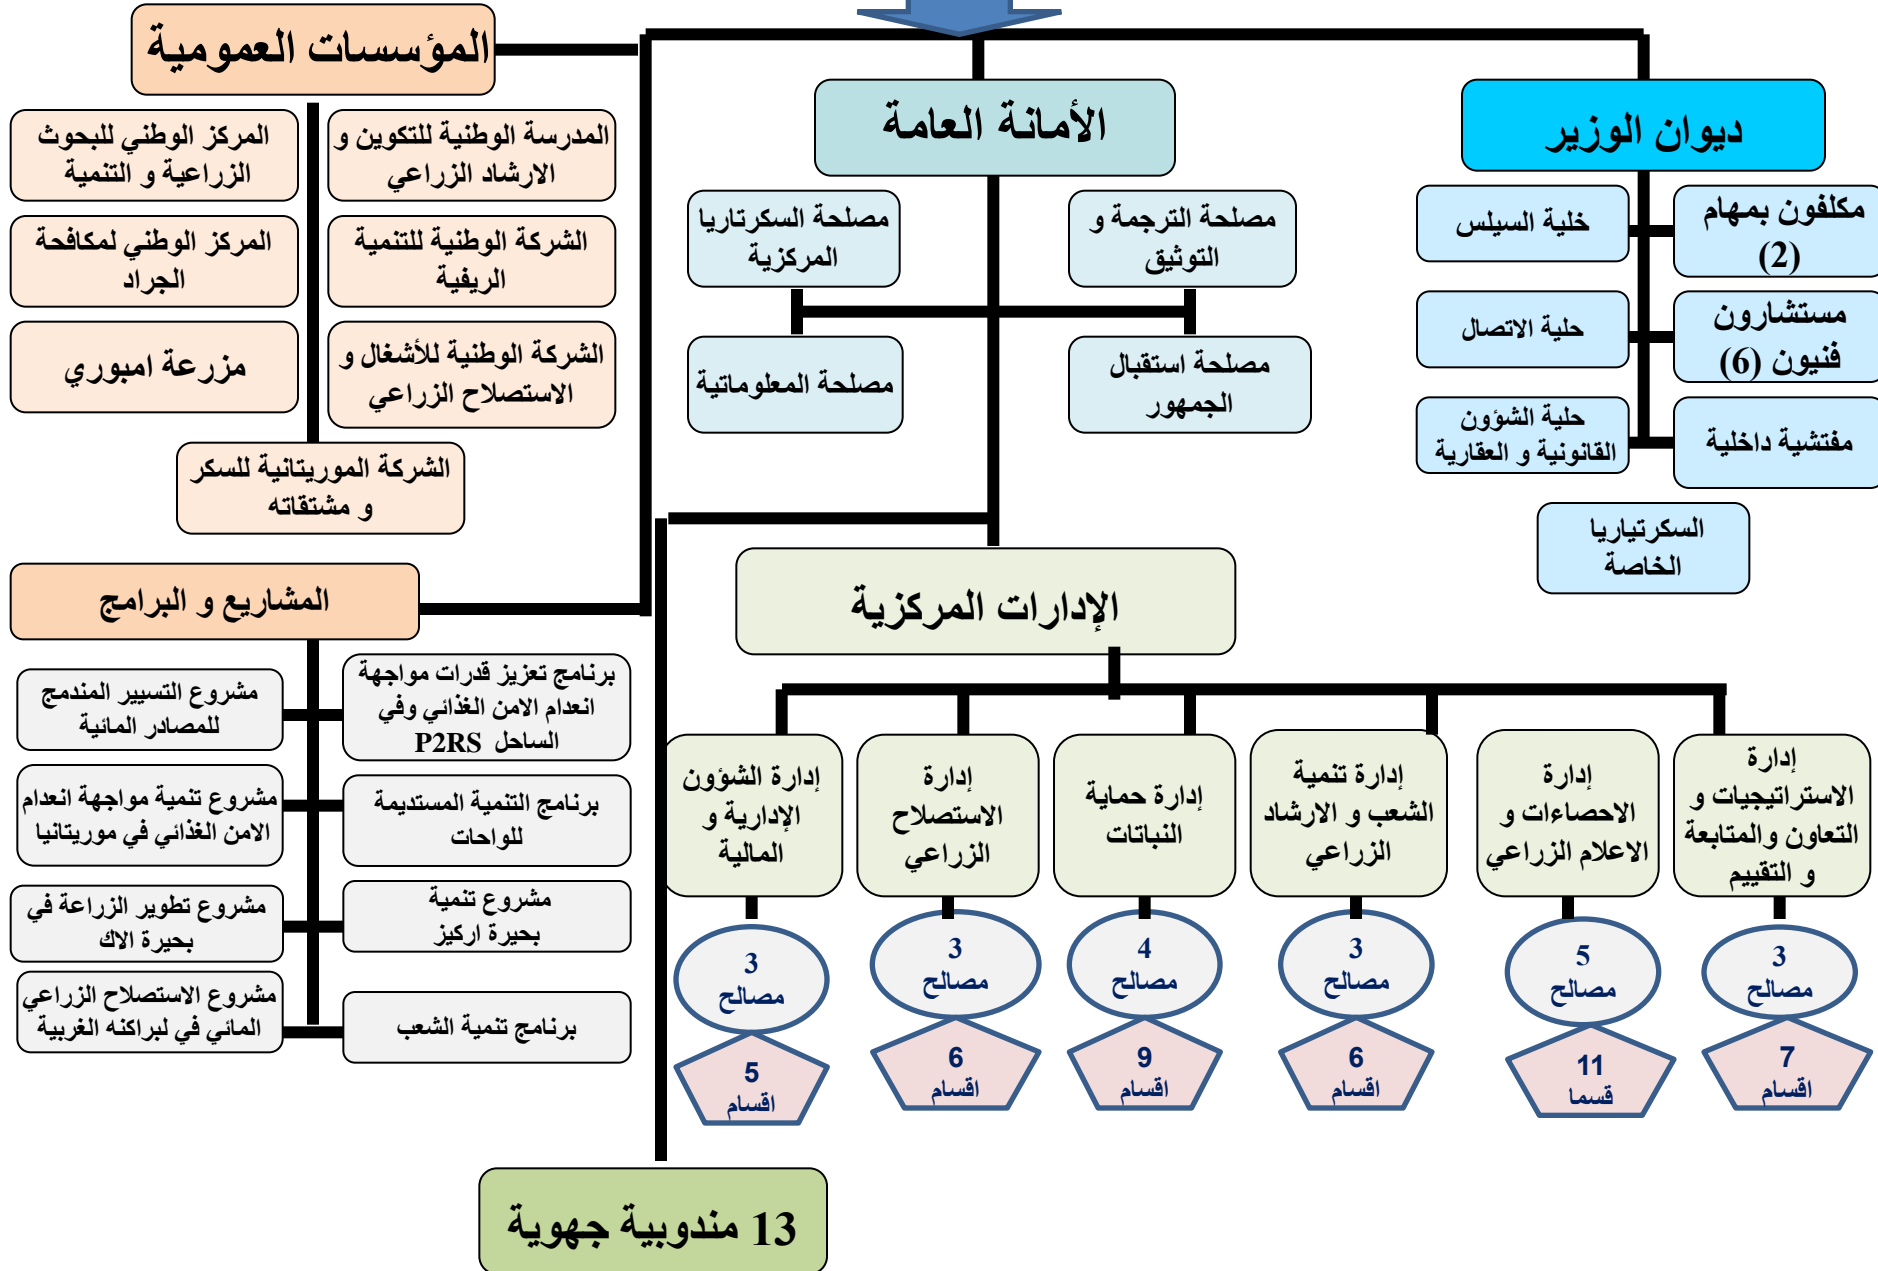 ديوان الوزير
مكلفون بمهام
(2)
خلية السيلس
مستشارون
فنيون (6)
حلية الاتصال
مفتشية داخلية
حلية الشؤون
القانونية و العقارية
السكرتياريا
الخاصة
الأمانة العامة
مصلحة الترجمة و
التوثيق
مصلحة السكرتاريا
المركزية
مصلحة استقبال
الجمهور
مصلحة المعلوماتية
المؤسسات العمومية
المدرسة الوطنية للتكوين و
الارشاد الزراعي
المركز الوطني للبحوث
الزراعية و التنمية
الشركة الوطنية للتنمية
الريفية
المركز الوطني لمكافحة
الجراد
الشركة الوطنية للأشغال و
الاستصلاح الزراعي
مزرعة امبوري
الشركة الموريتانية للسكر
و مشتقاته
المشاريع و البرامج
برنامج تعزيز قدرات مواجهة
انعدام الامن الغذائي وفي
الساحل P2RS
مشروع التسيير المندمج
للمصادر المائية
برنامج التنمية المستديمة
للواحات
مشروع تنمية مواجهة انعدام
الامن الغذائي في موريتانيا
مشروع تنمية
بحيرة اركيز
مشروع تطوير الزراعة في
بحيرة الاك
برنامج تنمية الشعب
مشروع الاستصلاح الزراعي
المائي في لبراكنه الغربية
الإدارات المركزية
إدارة
الاستراتيجيات و
التعاون والمتابعة
و التقييم
3
مصالح
7
اقسام
إدارة
الاحصاءات و
الاعلام الزراعي
5
مصالح
11
قسما
إدارة تنمية
الشعب و الارشاد
الزراعي
3
مصالح
6
اقسام
إدارة حماية
النباتات
4
مصالح
9
اقسام
إدارة
الاستصلاح
الزراعي
3
مصالح
6
اقسام
إدارة الشؤون
الإدارية و
المالية
3
مصالح
5
اقسام
13 مندوبية جهوية